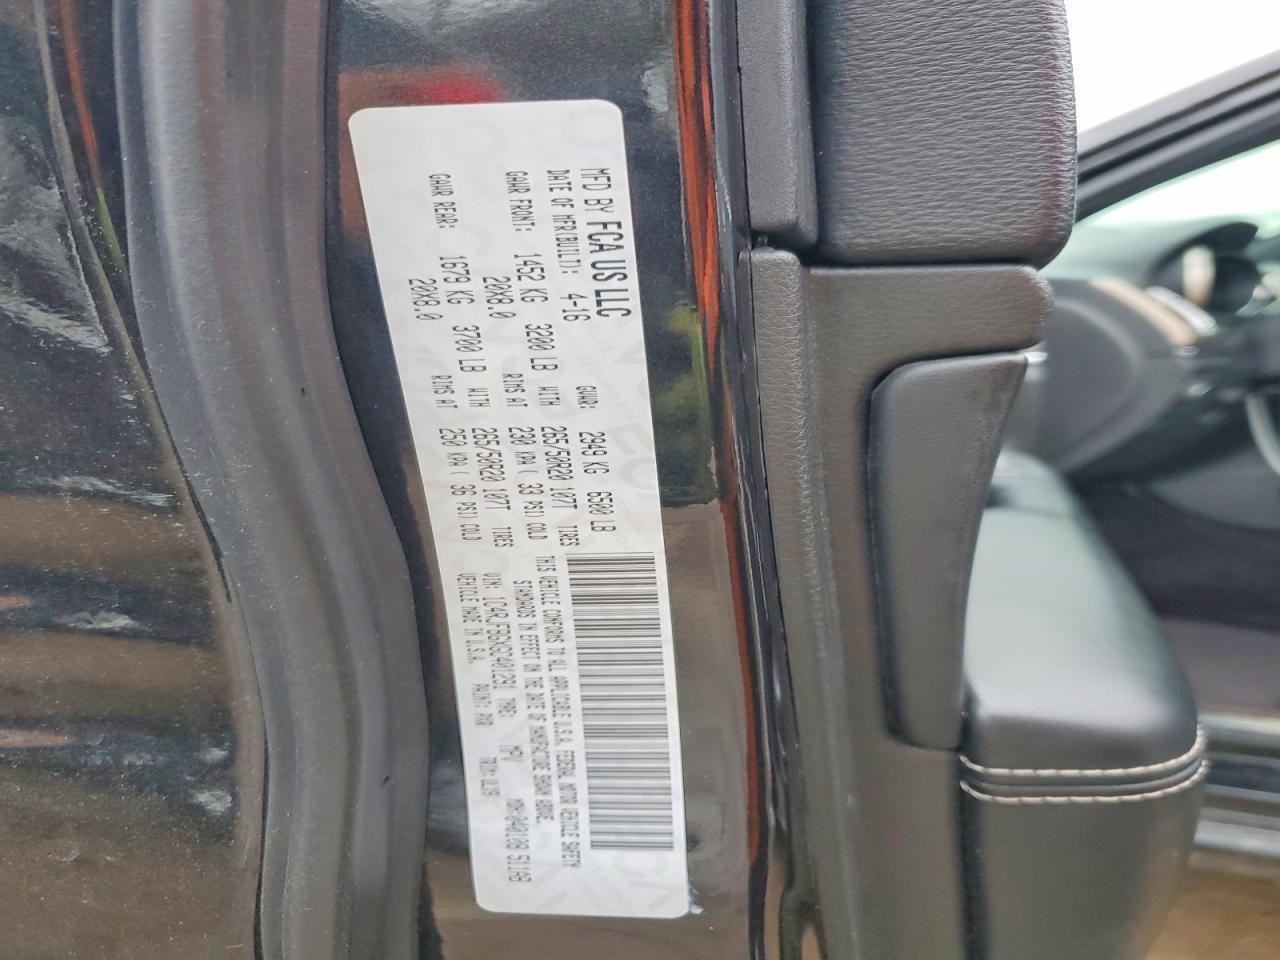 MFD BY FCA US LLC
DATE OF MFR(BUILT): 4-16 GVWR: 2949 KG 6500 LB
GAWR FRONT: 1452 KG 3200 LB WITH 265/50R20 107T TIRES
20X8.0 RIMS AT 230 KPA( 33 PSI) COLD
GAWR REAR: 1679 KG 3700 LB WITH 265/50R20 107T TIRES
20X8.0 RIMS AT 250 KPA( 36 PSI) COLD
THIS VEHICLE CONFORMS TO ALL APPLICABLE U.S.A. FEDERAL MOTOR VEHICLE SAFETY
STANDARDS IN EFFECT ON THE DATE OF MANUFACTURE SHOWN ABOVE.
VIN: 1C4RJFBGXGC401291 TYPE: MPV
VEHICLE MADE IN U.S.A. PAINT: